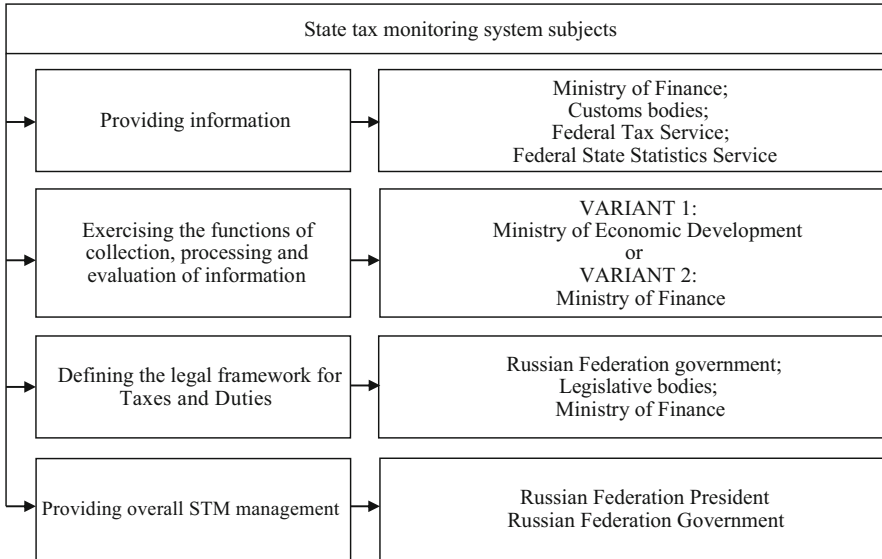 State tax monitoring system subjects
Providing information
Ministry of Finance;
Customs bodies;
Federal Tax Service;
Federal State Statistics Service
Exercising the functions of
collection, processing and
evaluation of information
VARIANT 1:
Ministry of Economic Development
or
VARIANT 2:
Ministry of Finance
Defining the legal framework for
Taxes and Duties
Russian Federation government;
Legislative bodies;
Ministry of Finance
Providing overall STM management
Russian Federation President
Russian Federation Government